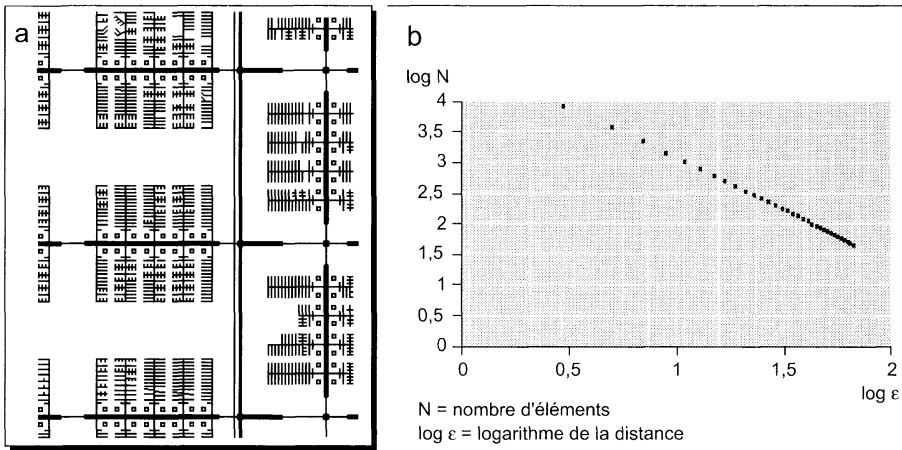 a
b
log N
4
3,5
3
2,5
2
1,5
1
0,5
0
0
0,5
1
1,5
2
log ε
N = nombre d'éléments
log ε = logarithme de la distance